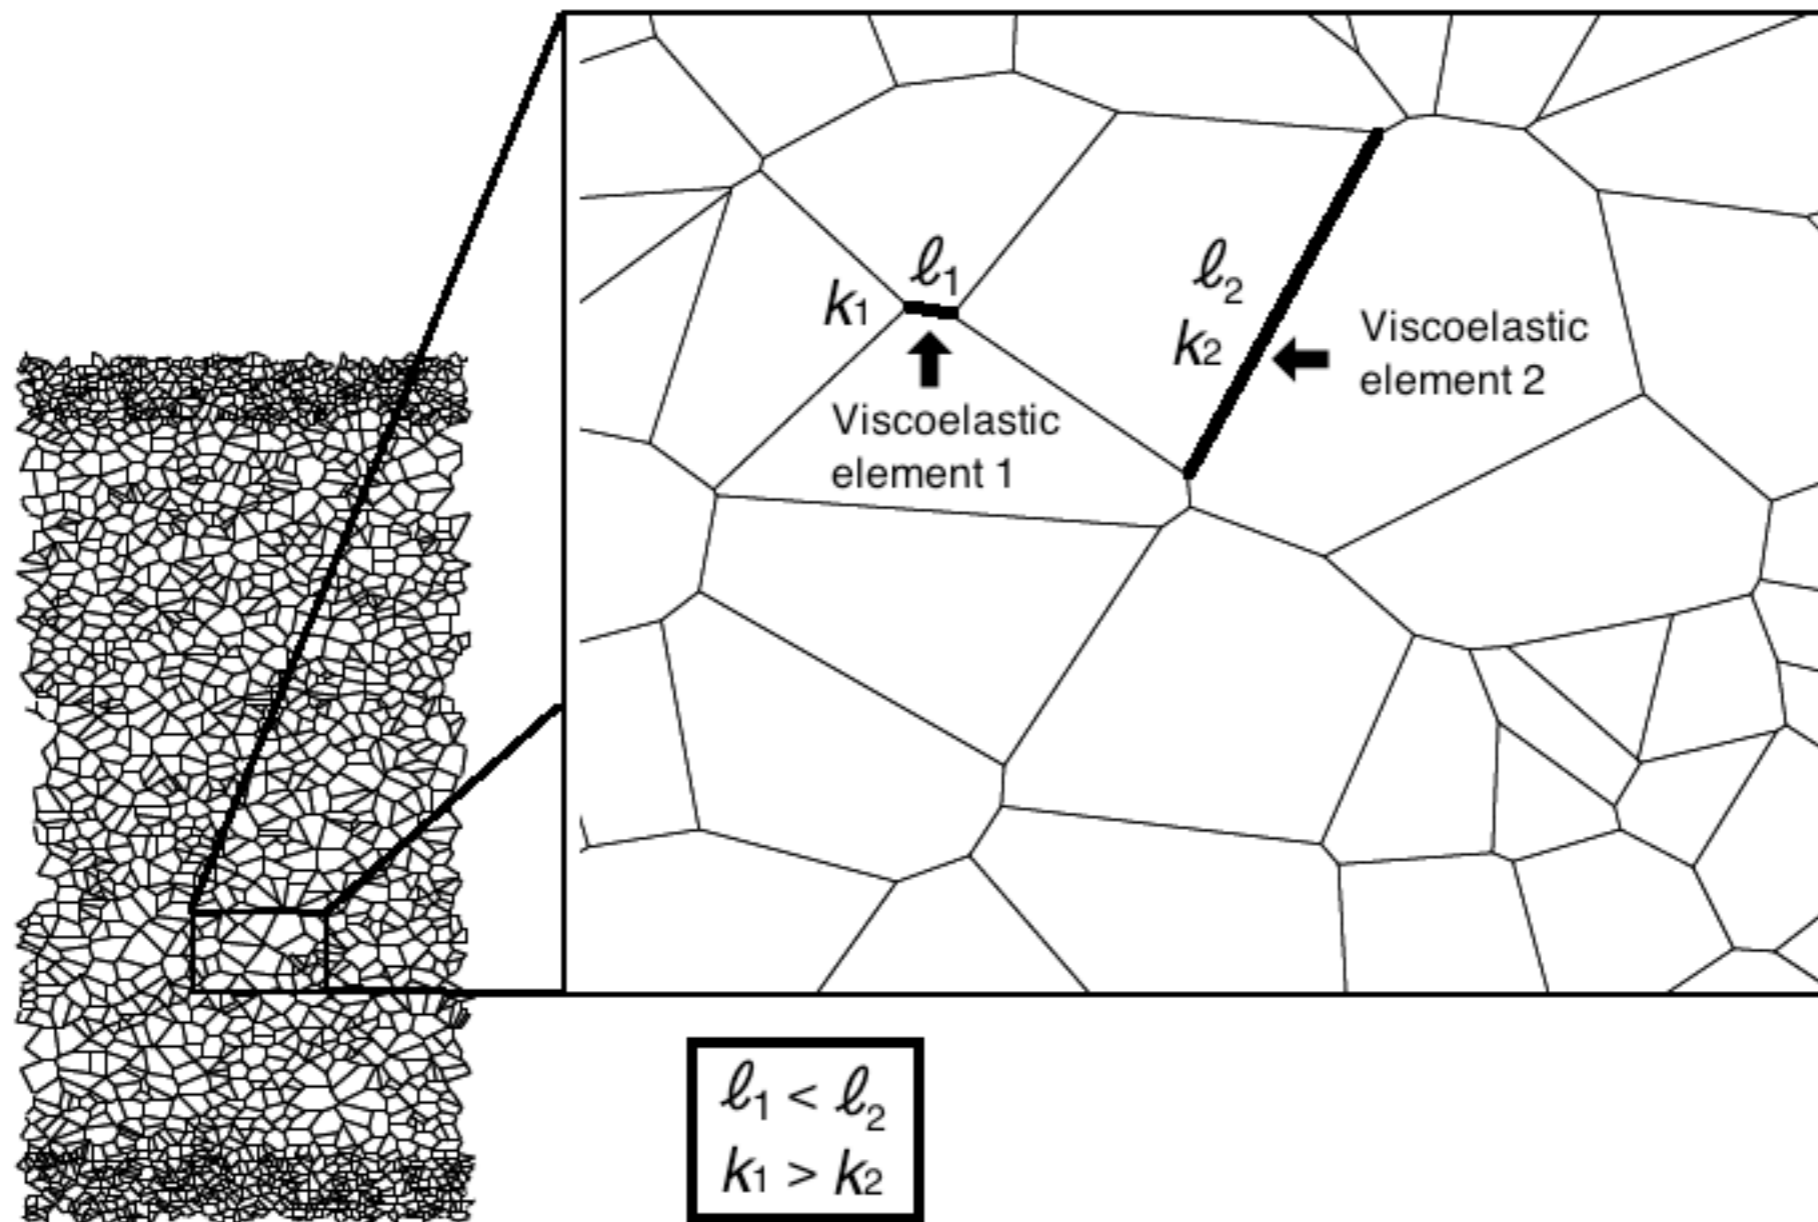 ℓ₁
k₁
Viscoelastic
element 1
ℓ₂
k₂
Viscoelastic
element 2
ℓ₁ < ℓ₂
k₁ > k₂